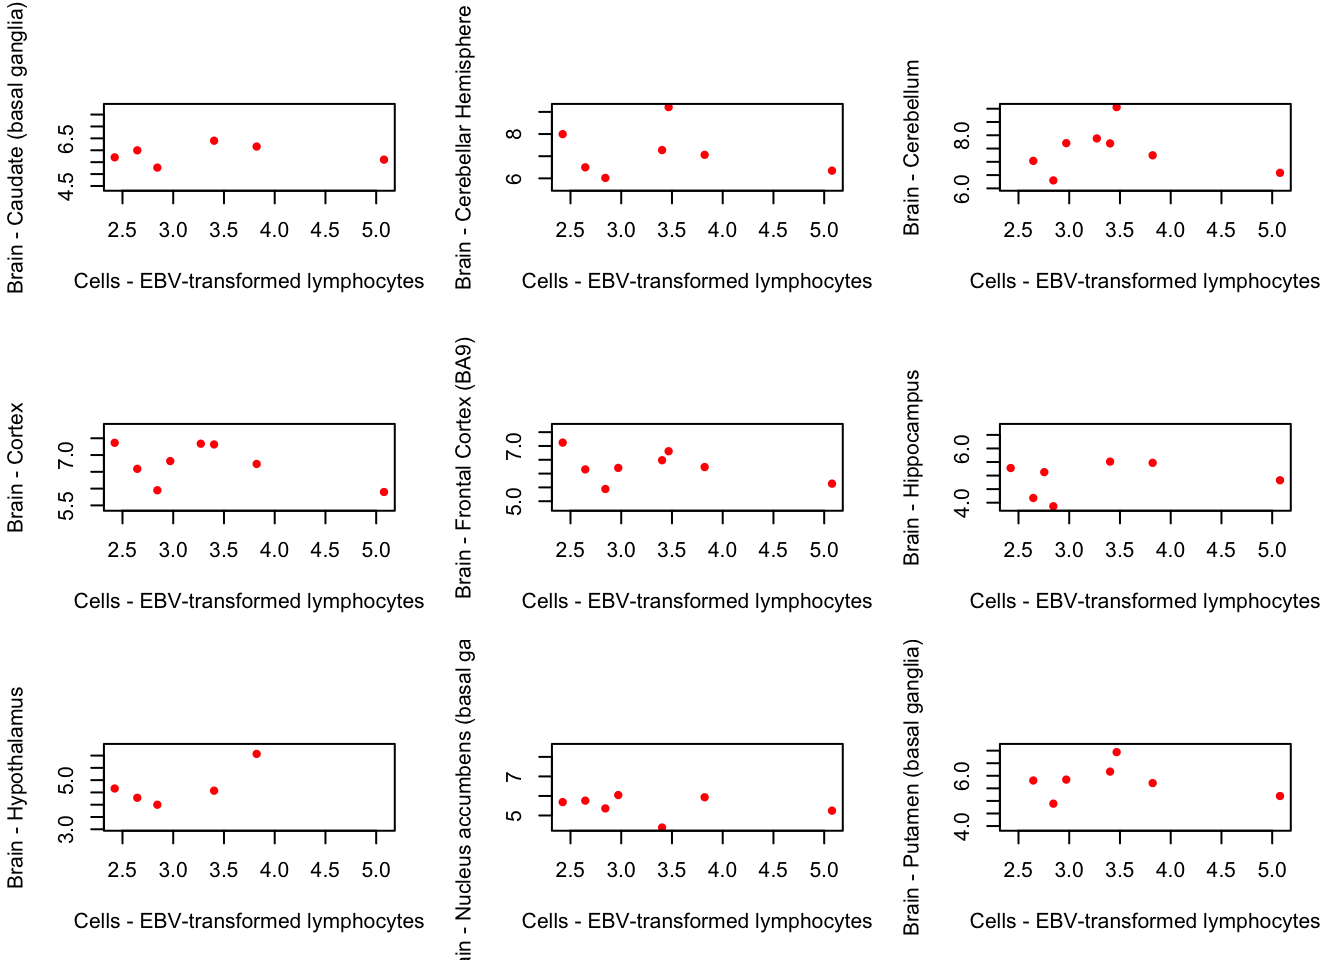 Brain - Caudate (basal ganglia)
6.5
4.5
2.5 3.0 3.5 4.0 4.5 5.0
Cells - EBV-transformed lymphocytes
Brain - Cerebellar Hemisphere
8
6
2.5 3.0 3.5 4.0 4.5 5.0
Cells - EBV-transformed lymphocytes
Brain - Cerebellum
8.0
6.0
2.5 3.0 3.5 4.0 4.5 5.0
Cells - EBV-transformed lymphocytes
Brain - Cortex
7.0
5.5
2.5 3.0 3.5 4.0 4.5 5.0
Cells - EBV-transformed lymphocytes
Brain - Frontal Cortex (BA9)
7.0
5.0
2.5 3.0 3.5 4.0 4.5 5.0
Cells - EBV-transformed lymphocytes
Brain - Hippocampus
6.0
4.0
2.5 3.0 3.5 4.0 4.5 5.0
Cells - EBV-transformed lymphocytes
Brain - Hypothalamus
5.0
3.0
2.5 3.0 3.5 4.0 4.5 5.0
Cells - EBV-transformed lymphocytes
ain - Nucleus accumbens (basal ga
7
5
2.5 3.0 3.5 4.0 4.5 5.0
Cells - EBV-transformed lymphocytes
Brain - Putamen (basal ganglia)
6.0
4.0
2.5 3.0 3.5 4.0 4.5 5.0
Cells - EBV-transformed lymphocytes